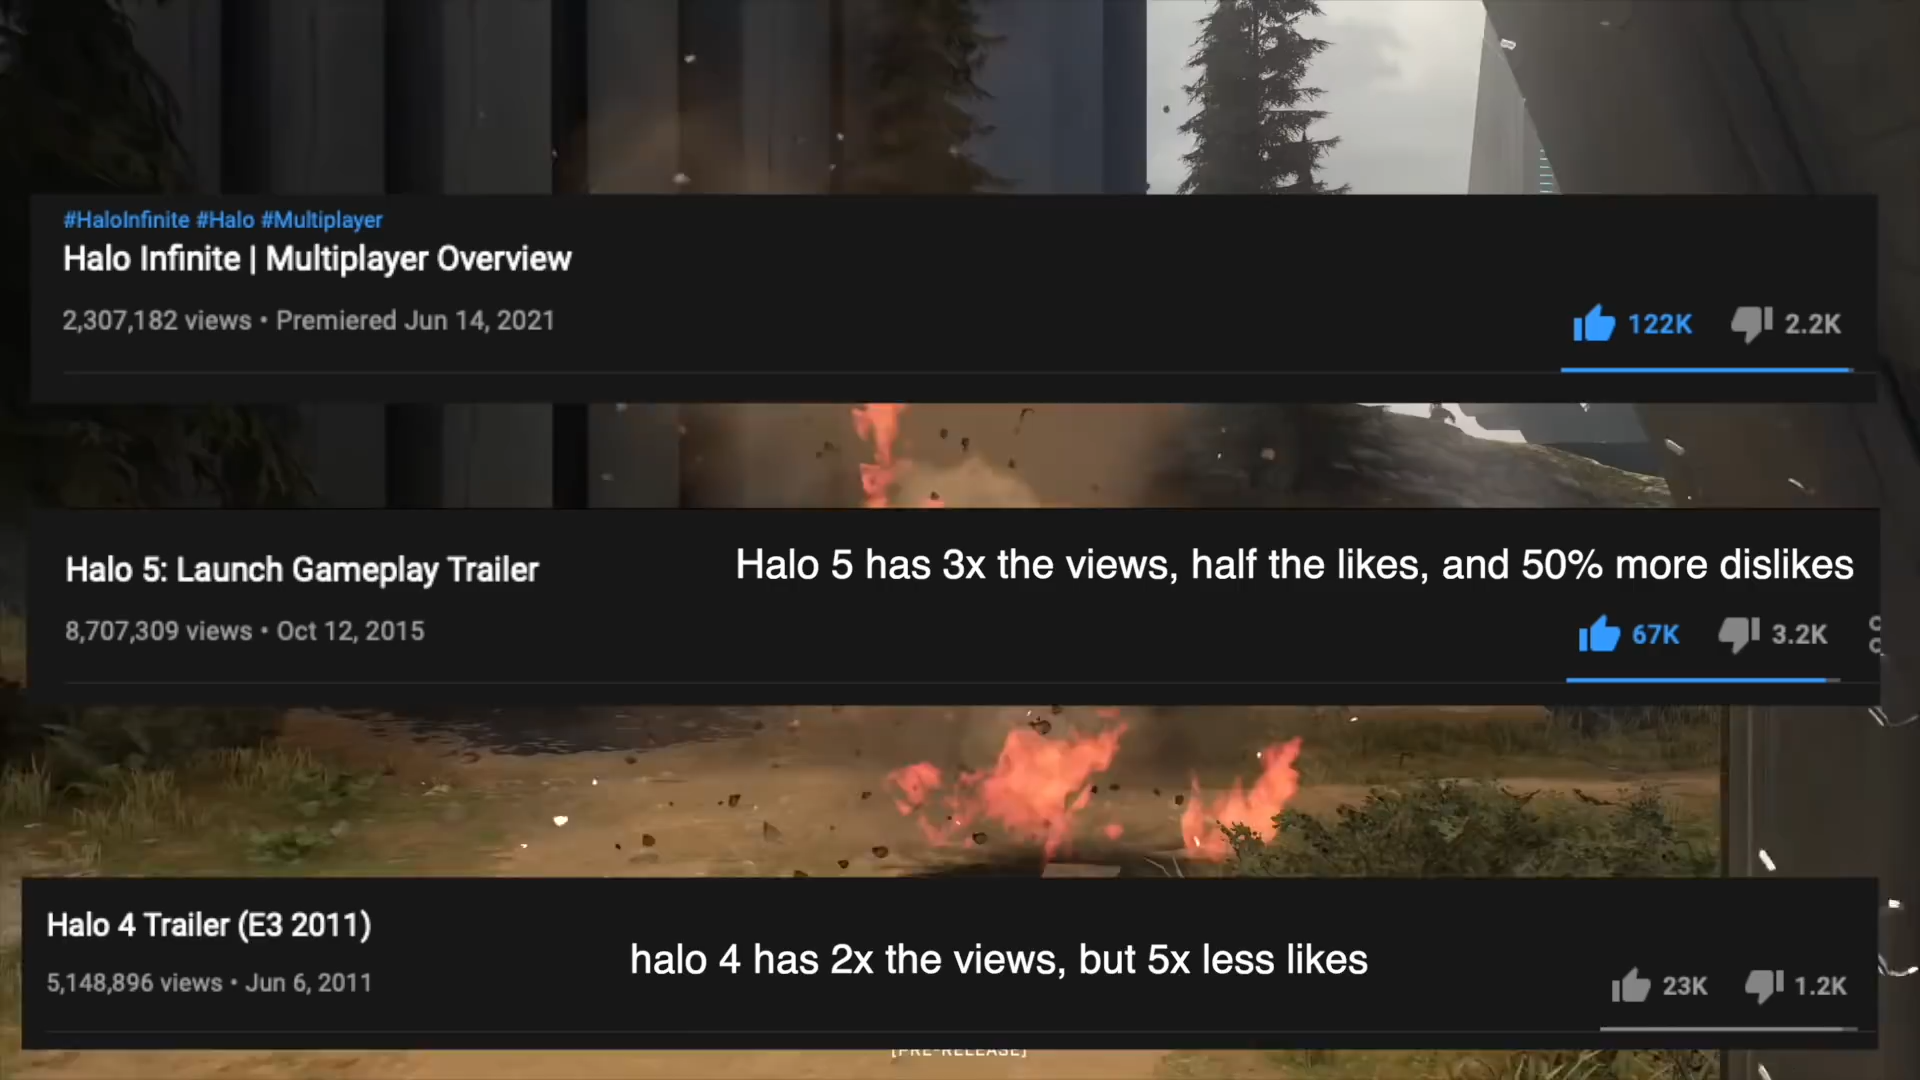 #HaloInfinite #Halo #Multiplayer
Halo Infinite | Multiplayer Overview
2,307,182 views • Premiered Jun 14, 2021
122K 2.2K
Halo 5: Launch Gameplay Trailer
Halo 5 has 3x the views, half the likes, and 50% more dislikes
8,707,309 views • Oct 12, 2015
67K 3.2K
Halo 4 Trailer (E3 2011)
halo 4 has 2x the views, but 5x less likes
5,148,896 views • Jun 6, 2011
23K 1.2K
[PRE-RELEASE]